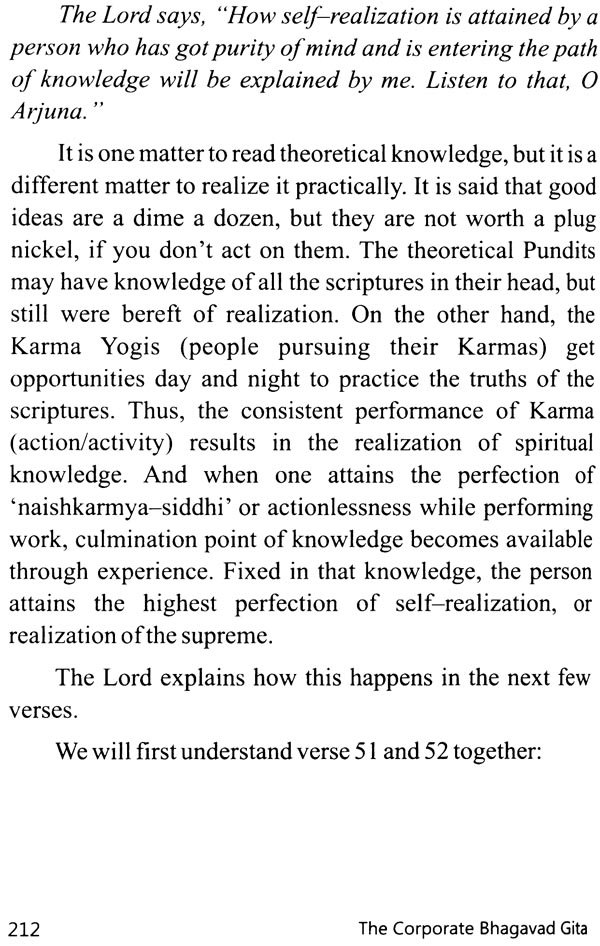 The Lord says, “How self–realization is attained by a
person who has got purity of mind and is entering the path
of knowledge will be explained by me. Listen to that, O
Arjuna.”
It is one matter to read theoretical knowledge, but it is a
different matter to realize it practically. It is said that good
ideas are a dime a dozen, but they are not worth a plug
nickel, if you don’t act on them. The theoretical Pundits
may have knowledge of all the scriptures in their head, but
still were bereft of realization. On the other hand, the
Karma Yogis (people pursuing their Karmas) get
opportunities day and night to practice the truths of the
scriptures. Thus, the consistent performance of Karma
(action/activity) results in the realization of spiritual
knowledge. And when one attains the perfection of
‘naishkarmya–siddhi’ or actionlessness while performing
work, culmination point of knowledge becomes available
through experience. Fixed in that knowledge, the person
attains the highest perfection of self–realization, or
realization of the supreme.
The Lord explains how this happens in the next few
verses.
We will first understand verse 51 and 52 together:
212 The Corporate Bhagavad Gita